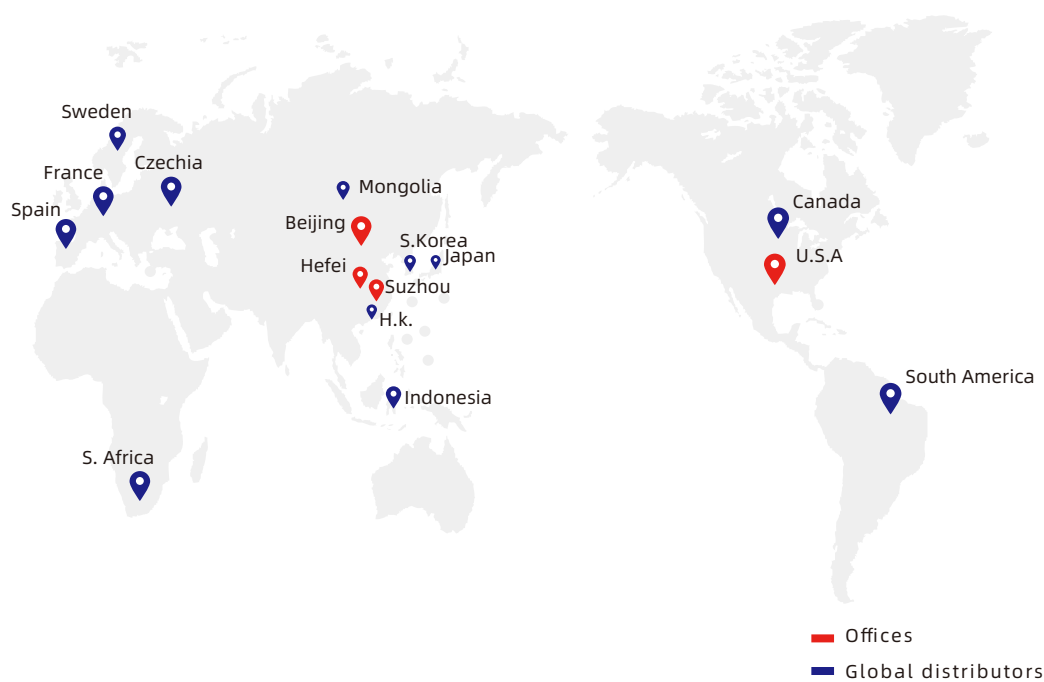 Sweden
Czechia
France
Spain
Mongolia
Beijing
S.Korea
Japan
Hefei
Suzhou
H.k.
Indonesia
S. Africa
Canada
U.S.A
South America
Offices
Global distributors